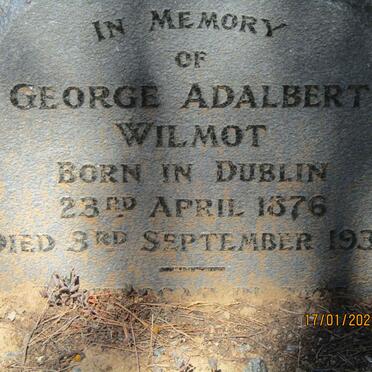 IN MEMORY
OF
GEORGE ADALBERT
WILMOT
BORN IN DUBLIN
23RD APRIL 1876
DIED 3RD SEPTEMBER 193
17/01/202